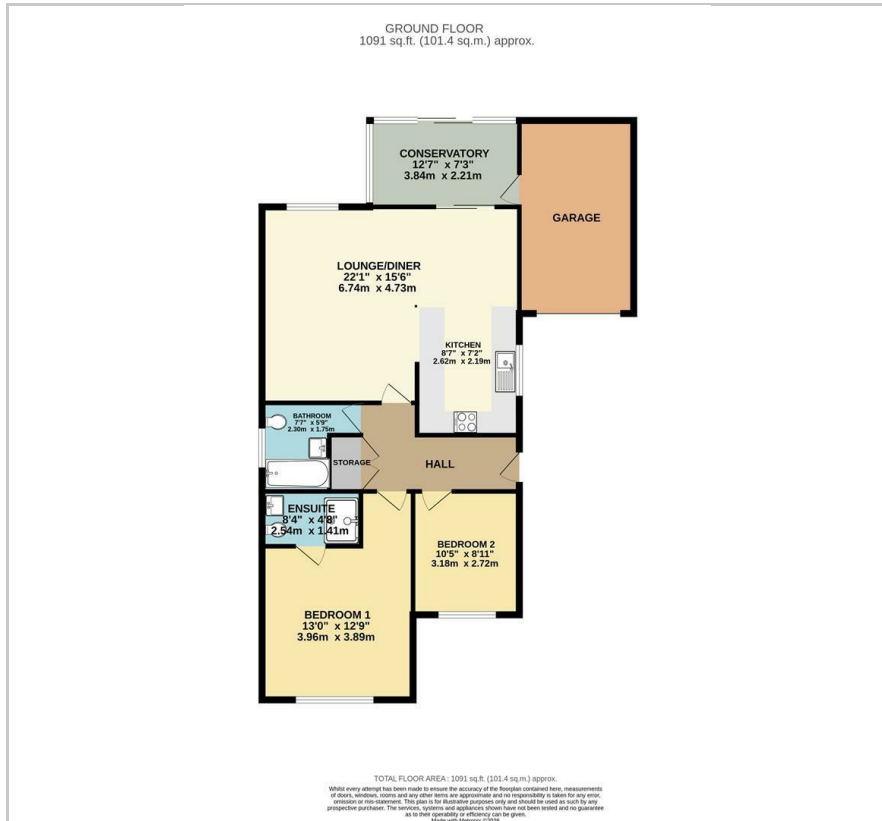 GROUND FLOOR
1091 sq.ft. (101.4 sq.m.) approx.
CONSERVATORY
12'7" x 7'3"
3.84m x 2.21m
GARAGE
LOUNGE/DINER
22'1" x 15'6"
6.74m x 4.73m
KITCHEN
8'7" x 7'2"
2.62m x 2.19m
BATHROOM
7'7" x 5'9"
2.30m x 1.75m
STORAGE
HALL
ENSUITE
8'4" x 4'8"
2.54m x 1.41m
BEDROOM 2
10'5" x 8'11"
3.18m x 2.72m
BEDROOM 1
13'0" x 12'9"
3.96m x 3.89m
TOTAL FLOOR AREA : 1091 sq.ft. (101.4 sq.m.) approx.
Whilst every attempt has been made to ensure the accuracy of the floorplan contained here, measurements
of doors, windows, rooms and any other items are approximate and no responsibility is taken for any error,
omission or mis-statement. This plan is for illustrative purposes only and should be used as such by any
prospective purchaser. The services, systems and appliances shown have not been tested and no guarantee
as to their operability or efficiency can be given.
Made with Metropix ©2026